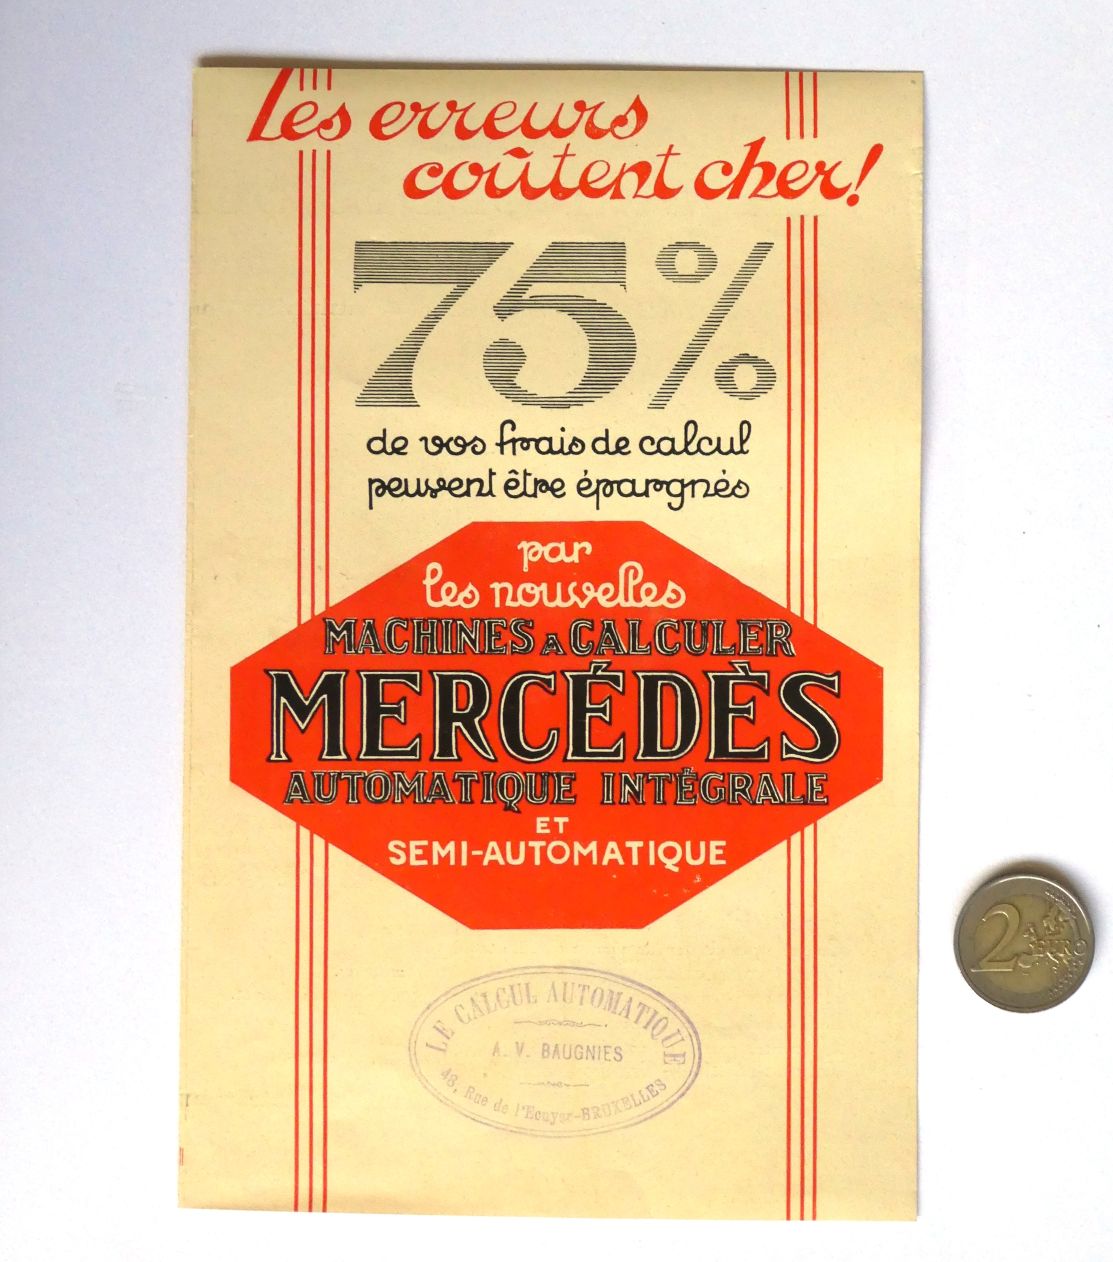 Les erreurs
coûtent cher!
75%
de vos frais de calcul
peuvent être épargnés
par
les nouvelles
MACHINES A CALCULER
MERCÉDÈS
AUTOMATIQUE INTÉGRALE
ET
SEMI-AUTOMATIQUE
LE CALCUL AUTOMATIQUE
A. V. BAUGNIES
48, Rue de l'Ecuyer-BRUXELLES
2 EURO